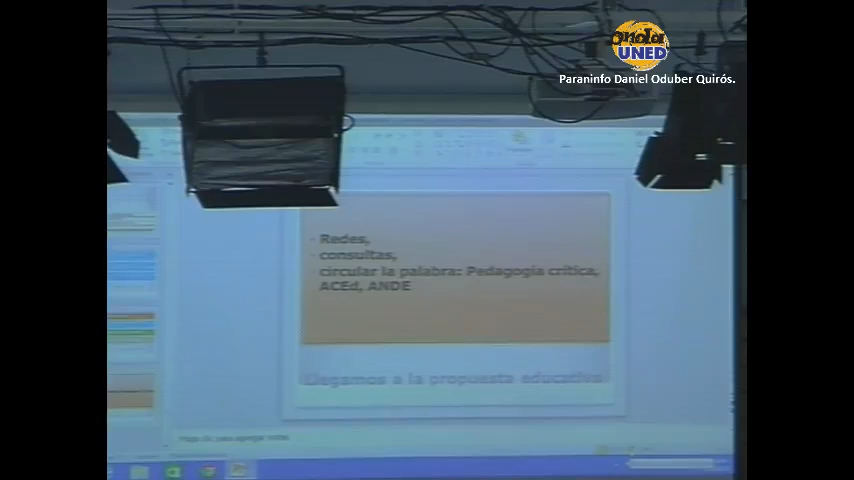 onda
UNED
Paraninfo Daniel Oduber Quirós.
- Redes,
- consultas,
circular la palabra: Pedagogía crítica,
ACEd, ANDE
Llegamos a la propuesta educativa